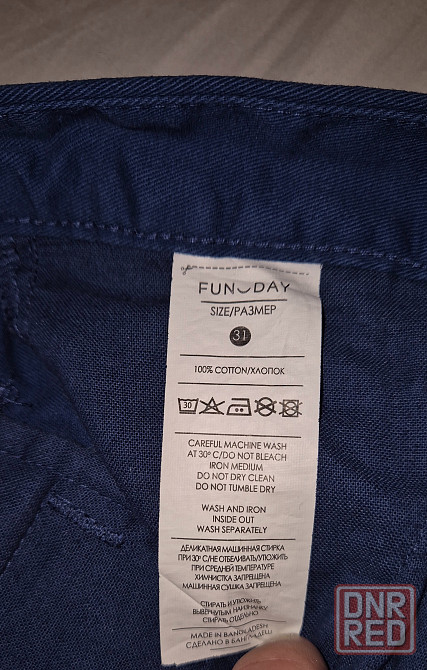 FUN DAY
SIZE/РАЗМЕР
31
100% COTTON/ХЛОПОК
30
CAREFUL MACHINE WASH
AT 30° C/DO NOT BLEACH
IRON MEDIUM
DO NOT DRY CLEAN
DO NOT TUMBLE DRY
WASH AND IRON
INSIDE OUT
WASH SEPARATELY
ДЕЛИКАТНАЯ МАШИННАЯ СТИРКА
ПРИ 30° С/НЕ ОТБЕЛИВАТЬ/УТЮЖИТЬ
ПРИ СРЕДНЕЙ ТЕМПЕРАТУРЕ
ХИМЧИСТКА ЗАПРЕЩЕНА
МАШИННАЯ СУШКА ЗАПРЕЩЕНА
СТИРАТЬ И УТЮЖИТЬ
ВЫВЕРНУТЫМ НАИЗНАНКУ
СТИРАТЬ ОТДЕЛЬНО
MADE IN BANGLADESH
СДЕЛАНО В БАНГЛАДЕШ
DNR
RED